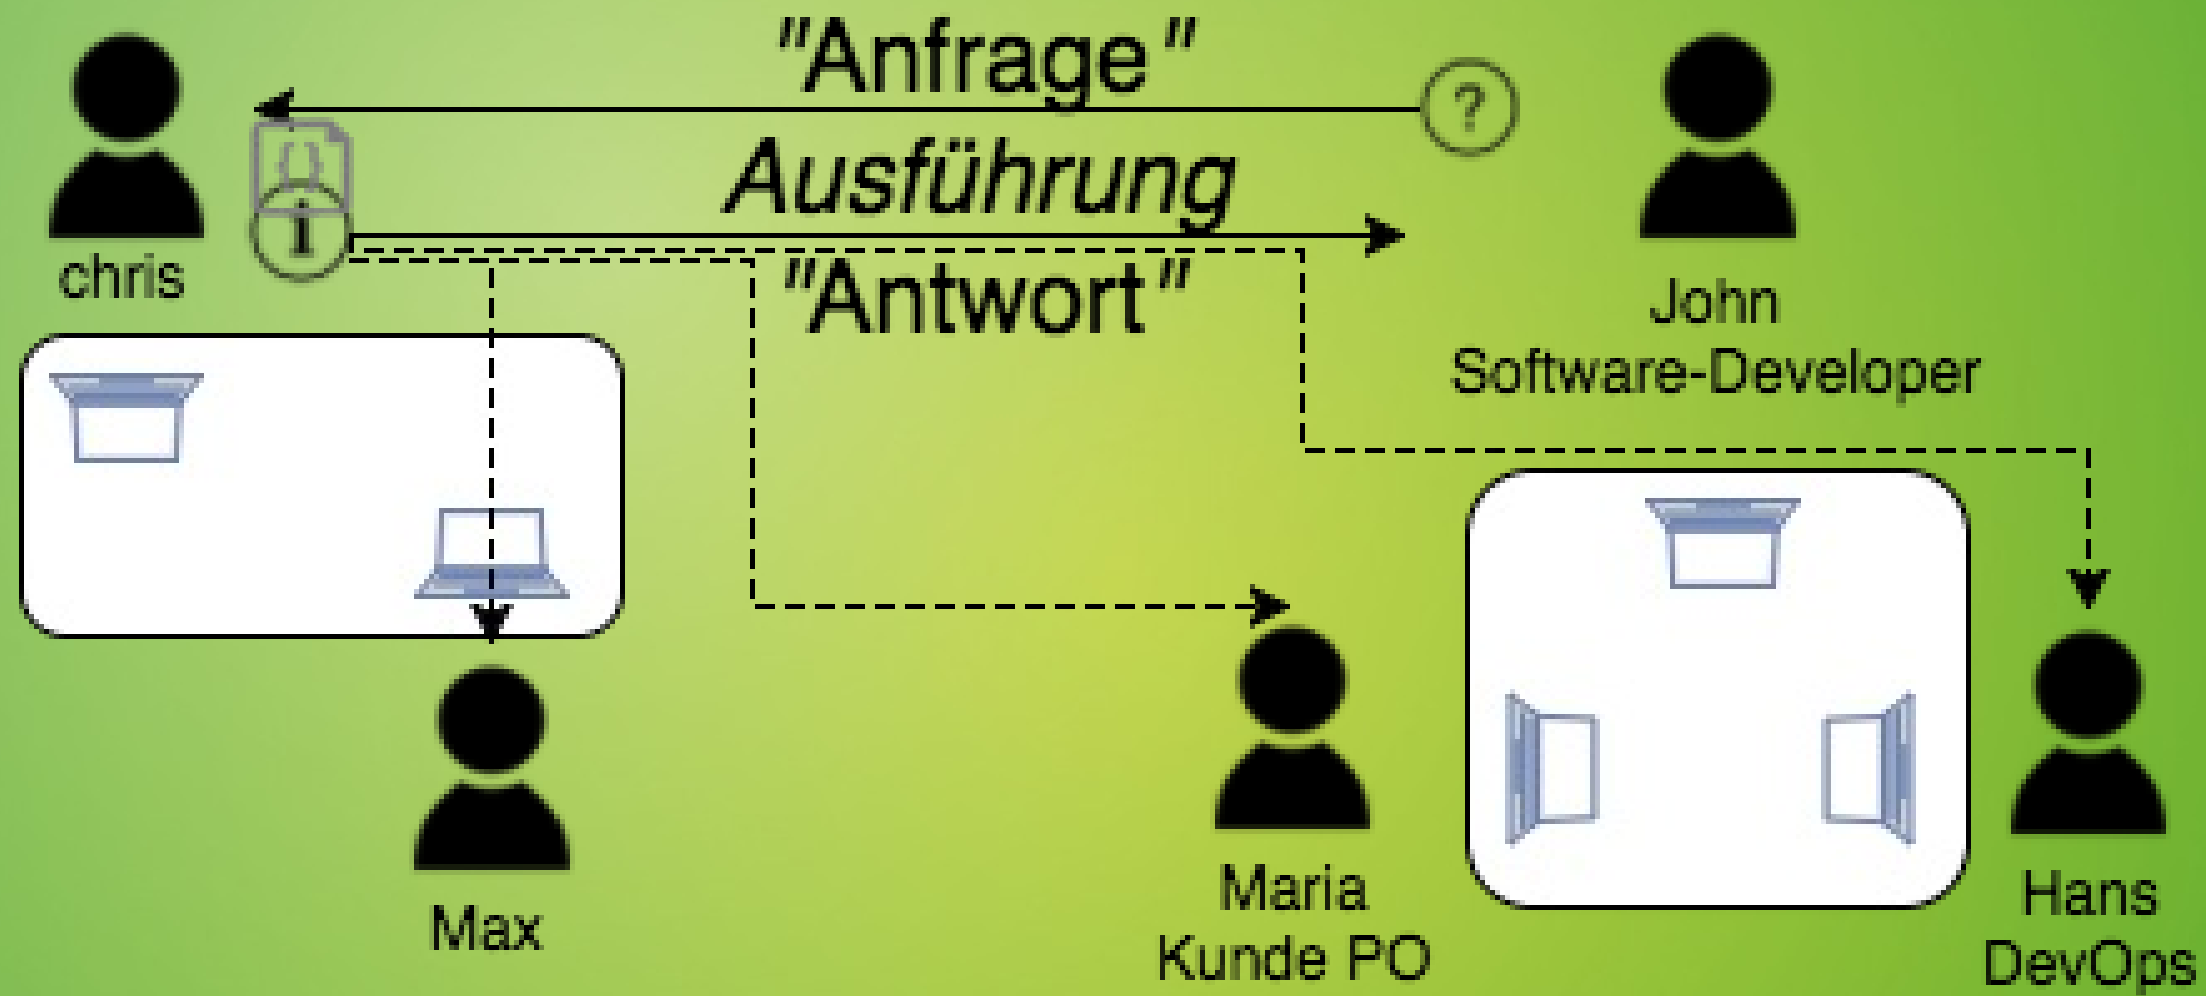 "Anfrage"
?
Ausführung
{}
i
"Antwort"
chris
John
Software-Developer
Max
Maria
Kunde PO
Hans
DevOps